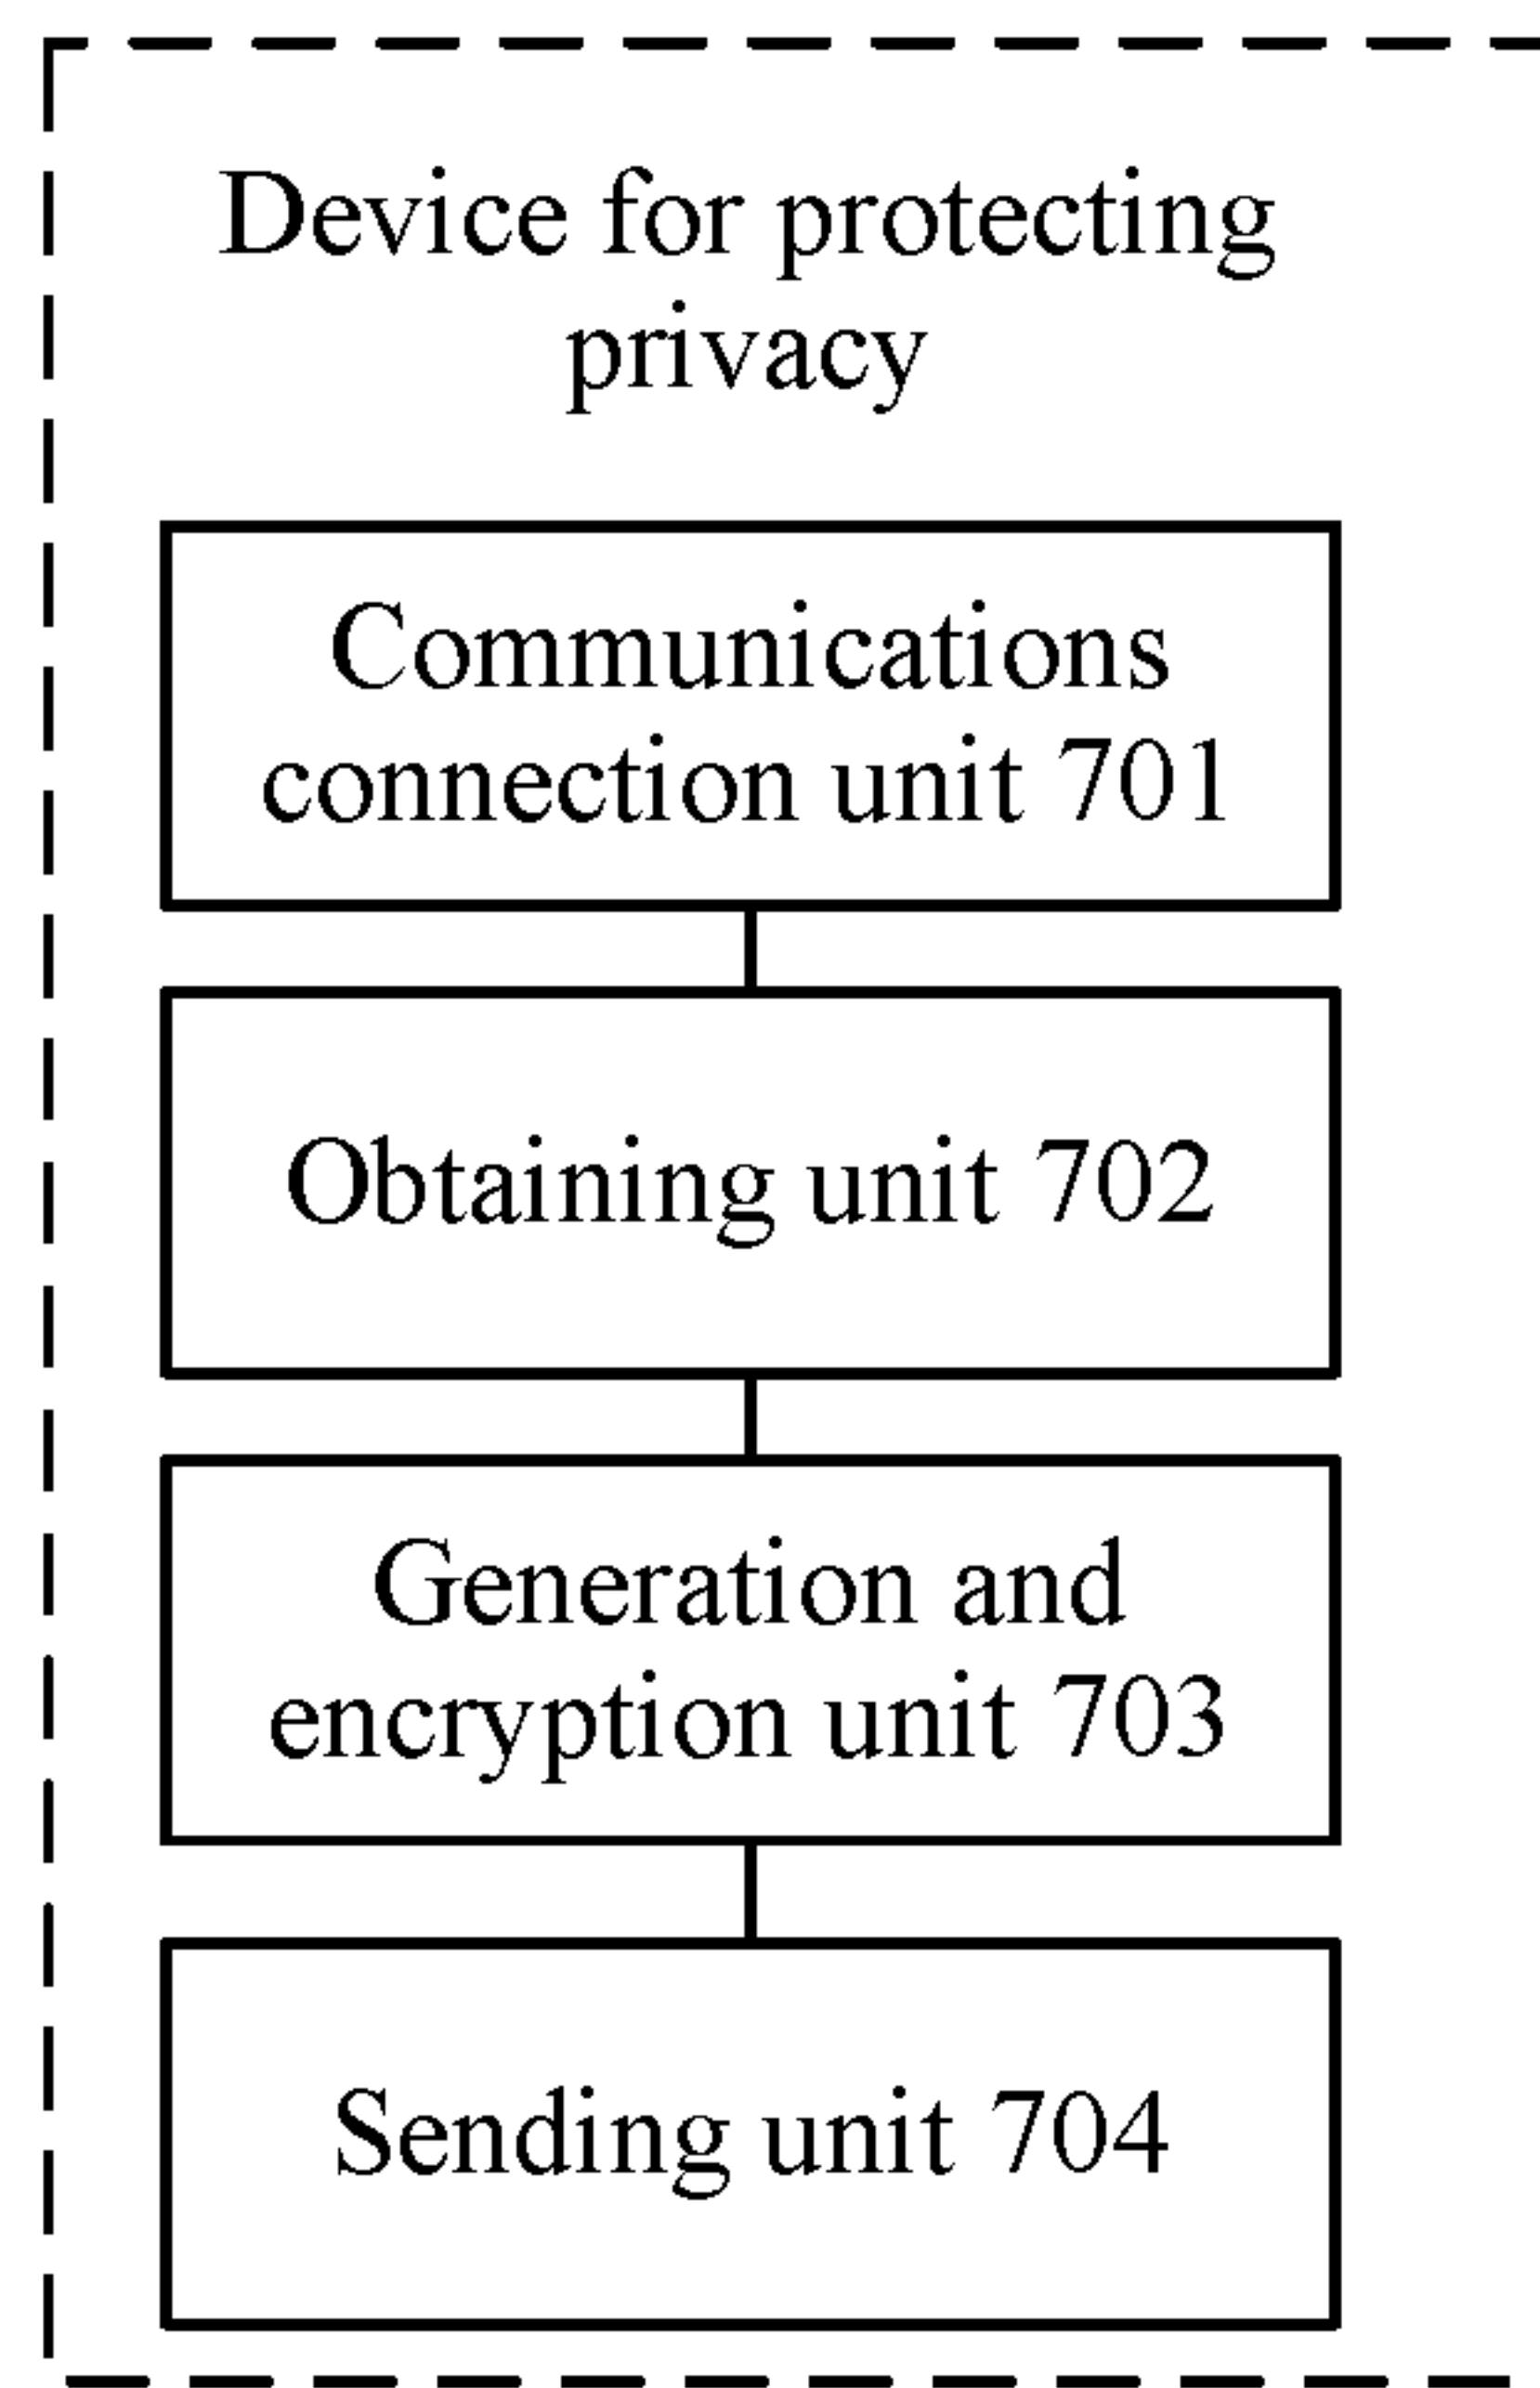 Device for protecting
privacy
Communications
connection unit 701
Obtaining unit 702
Generation and
encryption unit 703
Sending unit 704